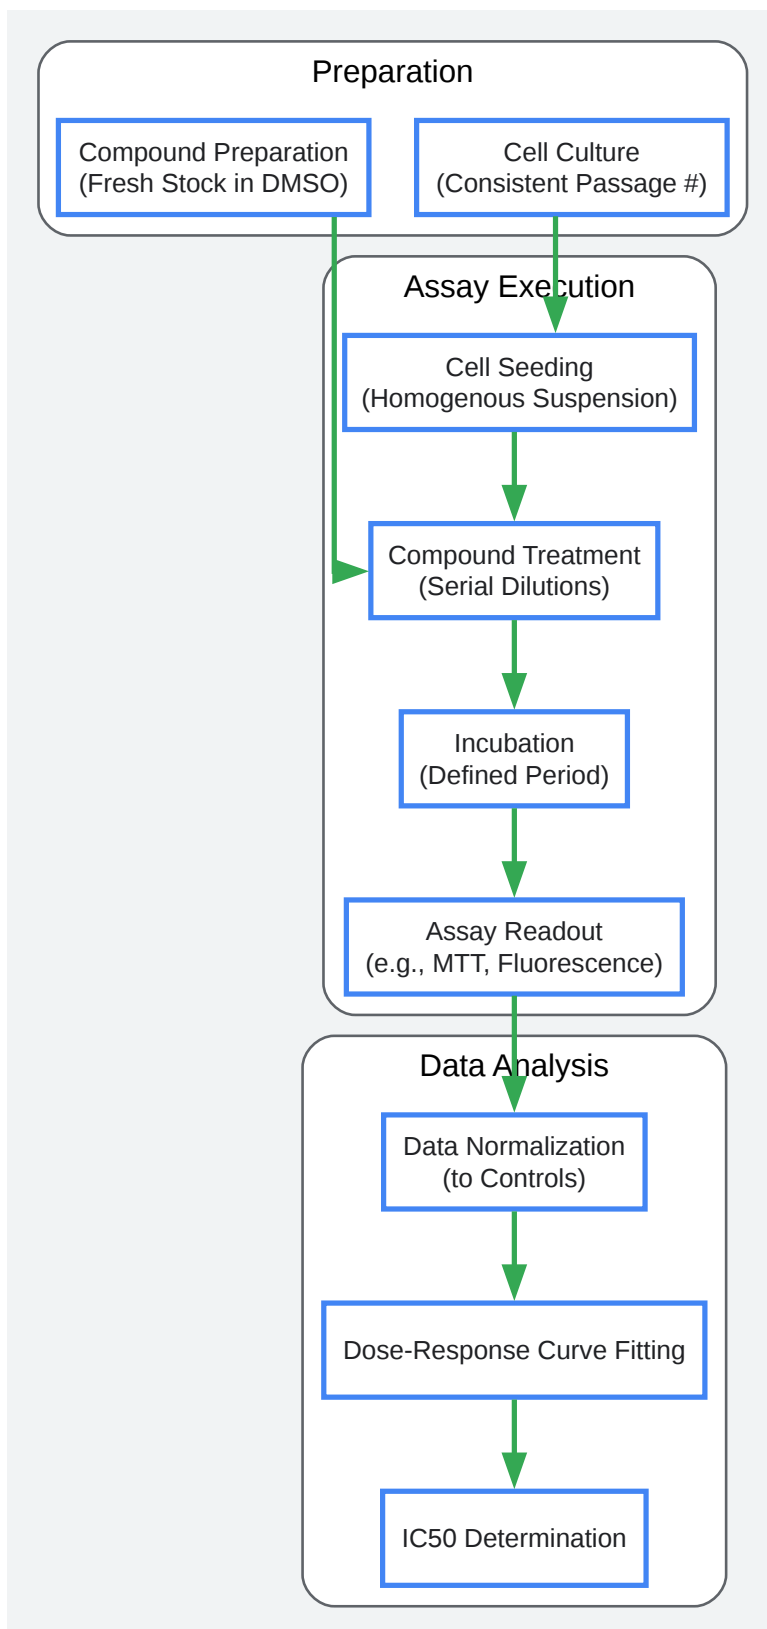 Preparation
Compound Preparation
(Fresh Stock in DMSO)
Cell Culture
(Consistent Passage #)
Assay Execution
Cell Seeding
(Homogenous Suspension)
Compound Treatment
(Serial Dilutions)
Incubation
(Defined Period)
Assay Readout
(e.g., MTT, Fluorescence)
Data Analysis
Data Normalization
(to Controls)
Dose-Response Curve Fitting
IC50 Determination